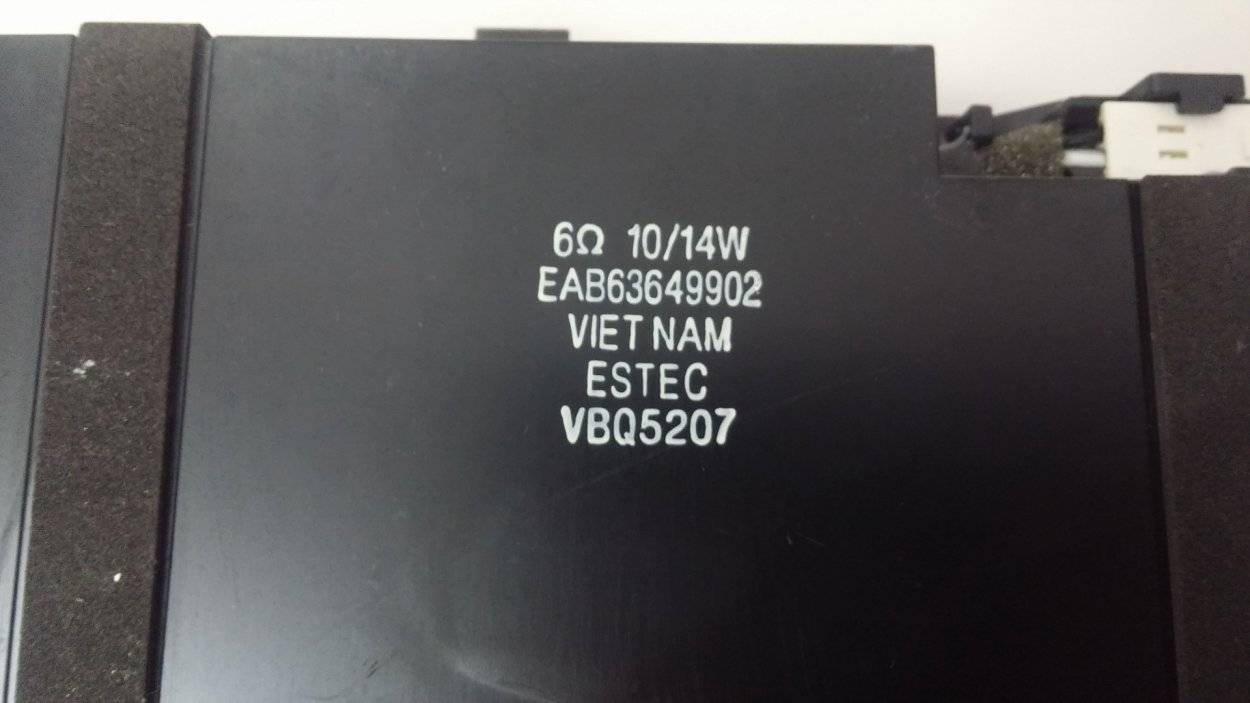 6Ω 10/14W
EAB63649902
VIET NAM
ESTEC
VBQ5207